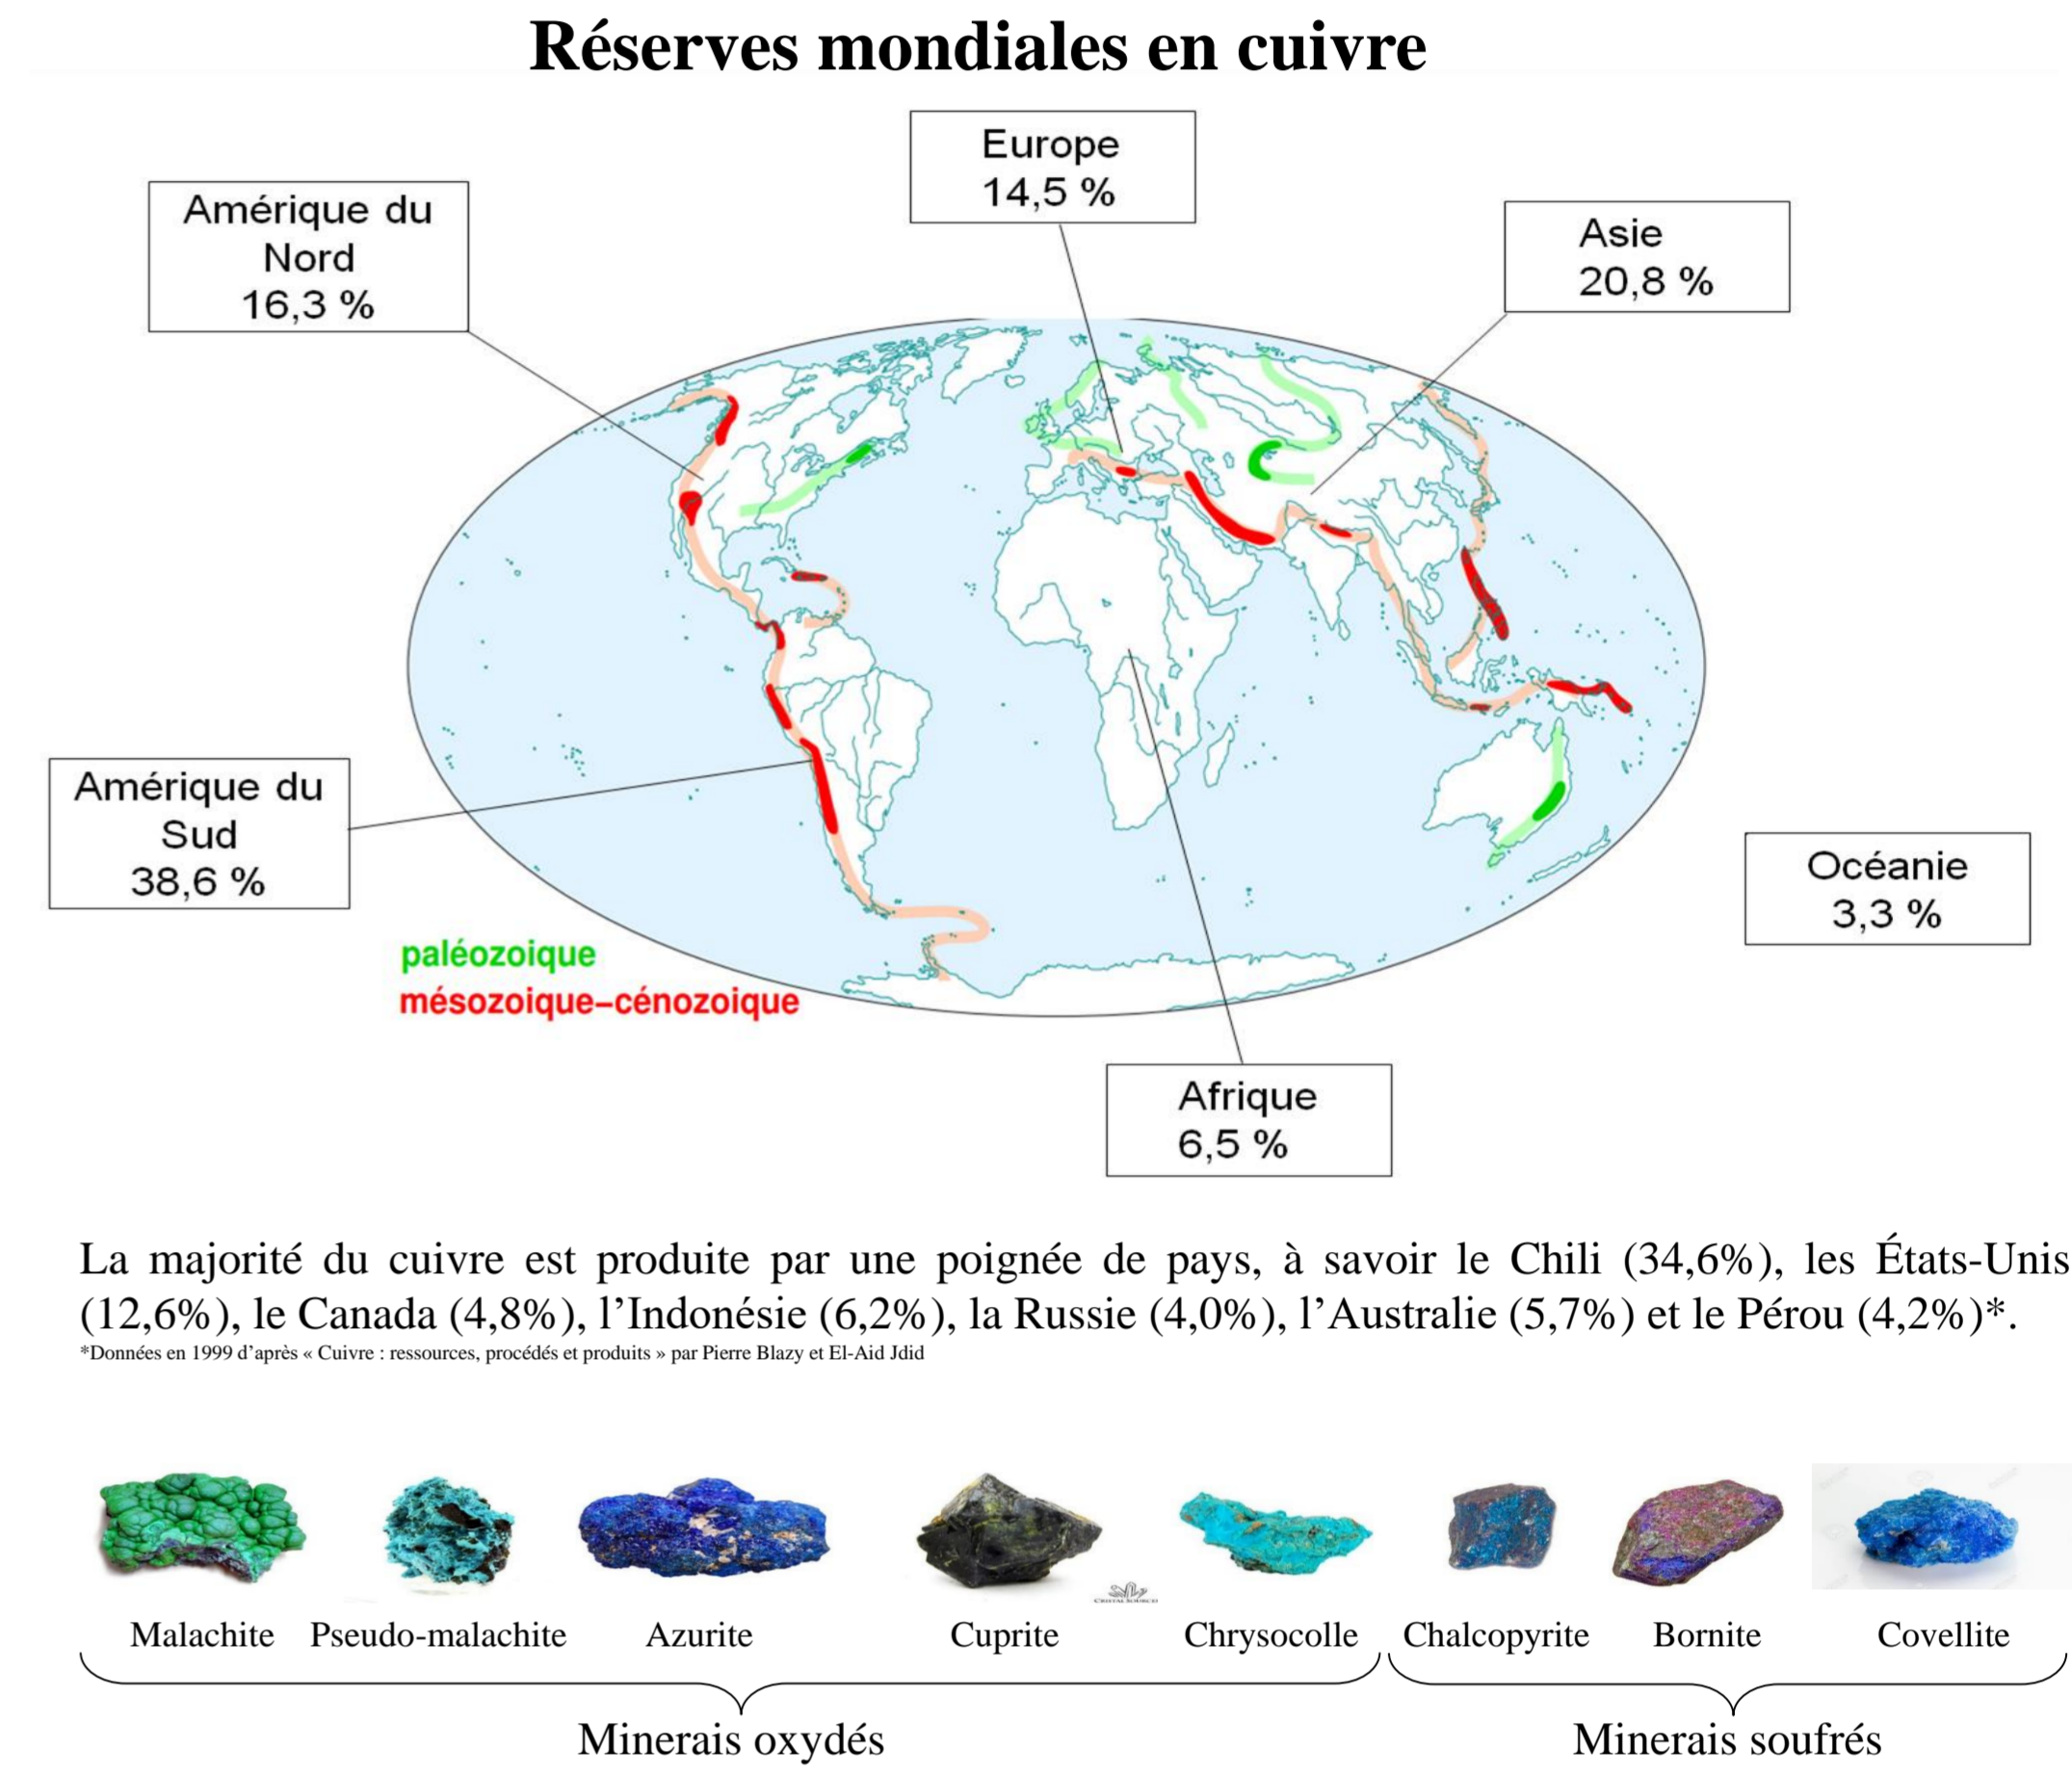 Réserves mondiales en cuivre
Europe
14,5 %
Amérique du
Nord
16,3 %
Asie
20,8 %
Amérique du
Sud
38,6 %
Océanie
3,3 %
paléozoique
mésozoique–cénozoique
Afrique
6,5 %
La majorité du cuivre est produite par une poignée de pays, à savoir le Chili (34,6%), les États-Unis
(12,6%), le Canada (4,8%), l’Indonésie (6,2%), la Russie (4,0%), l’Australie (5,7%) et le Pérou (4,2%)*.
*Données en 1999 d’après « Cuivre : ressources, procédés et produits » par Pierre Blazy et El-Aid Jdid
Malachite Pseudo-malachite Azurite Cuprite Chrysocolle Chalcopyrite Bornite Covellite
Minerais oxydés Minerais soufrés